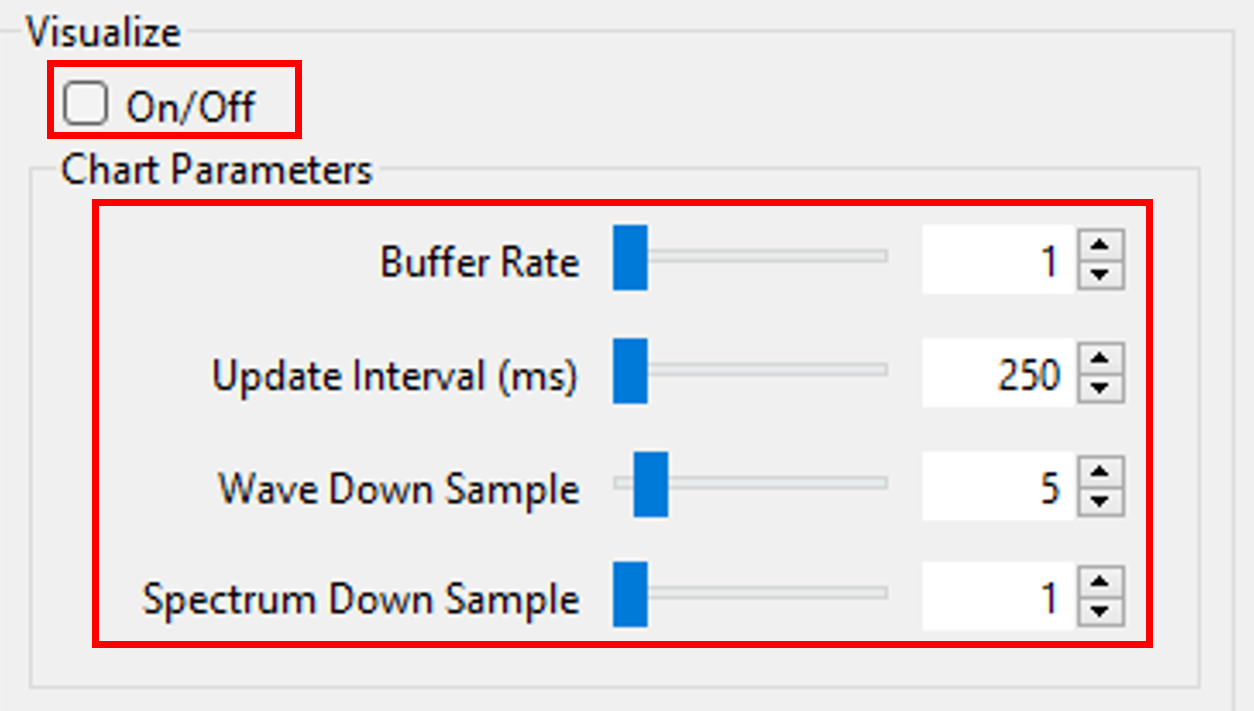 Visualize
On/Off
Chart Parameters
Buffer Rate 1
Update Interval (ms) 250
Wave Down Sample 5
Spectrum Down Sample 1